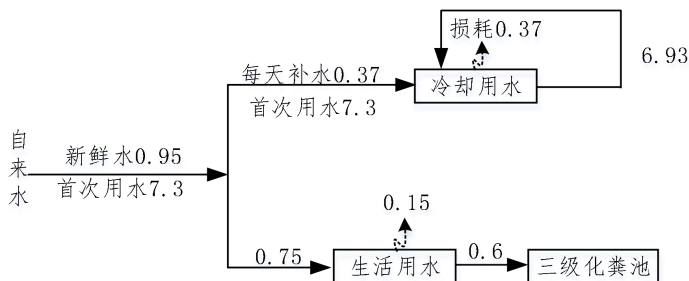 损耗0.37
6.93
每天补水0.37
冷却用水
首次用水7.3
自来水
新鲜水0.95
首次用水7.3
0.15
0.75
生活用水
0.6
三级化粪池